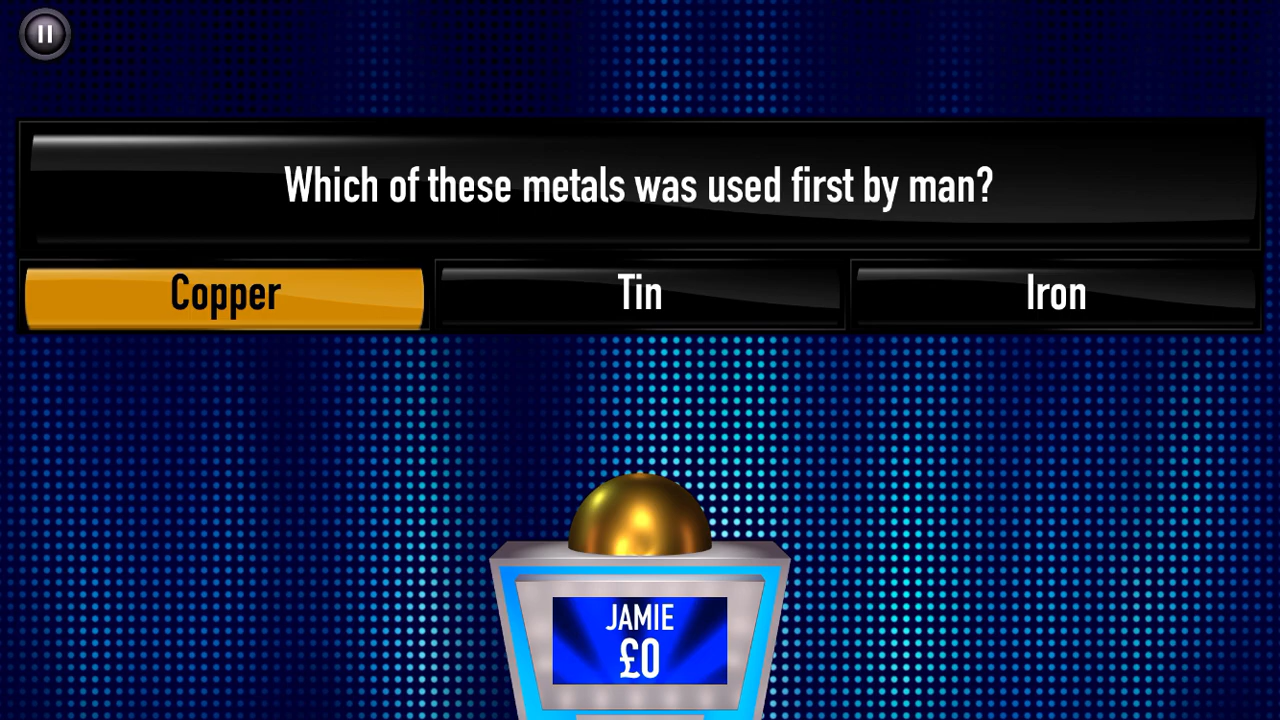 Which of these metals was used first by man?
Copper
Tin
Iron
JAMIE
£0